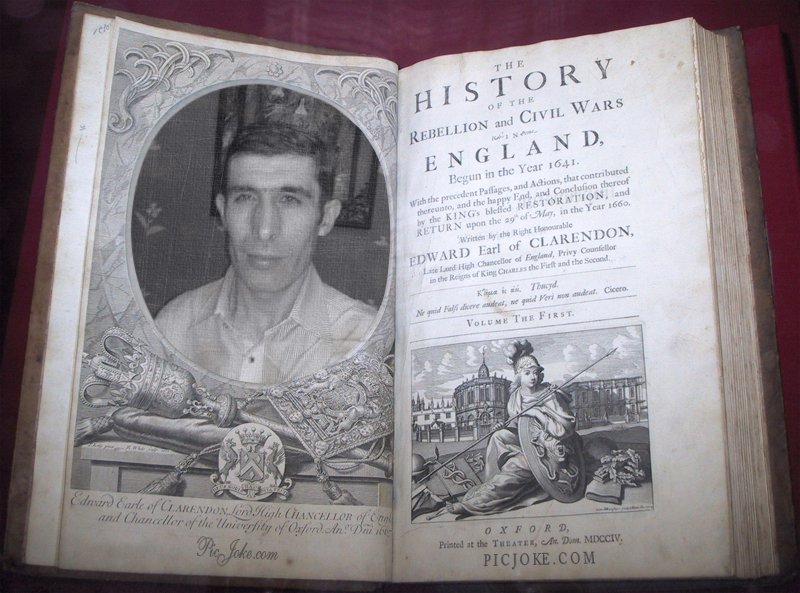 Edward Earle of CLARENDON, Lord High CHANCELLOR of Engl
and Chancellor of the University of Oxford. An.º Dni
PicJoke.com
THE
HISTORY
OF THE
REBELLION and CIVIL WARS
IN
ENGLAND,
Begun in the Year 1641.
With the precedent Paſſages, and Actions, that contributed
thereunto, and the happy End, and Concluſion thereof
by the KING's bleſſed RESTORATION, and
RETURN upon the 29th of May, in the Year 1660.
Written by the Right Honourable
EDWARD Earl of CLARENDON,
Late Lord High Chancellor of England, Privy Counſellor
in the Reigns of King CHARLES the Firſt and the Second.
Thucyd.
Ne quid Falſi dicere audeat, ne quid Veri non audeat. Cicero.
VOLUME THE FIRST.
OXFORD,
Printed at the THEATER, An. Dom. MDCCIV.
PICJOKE.COM